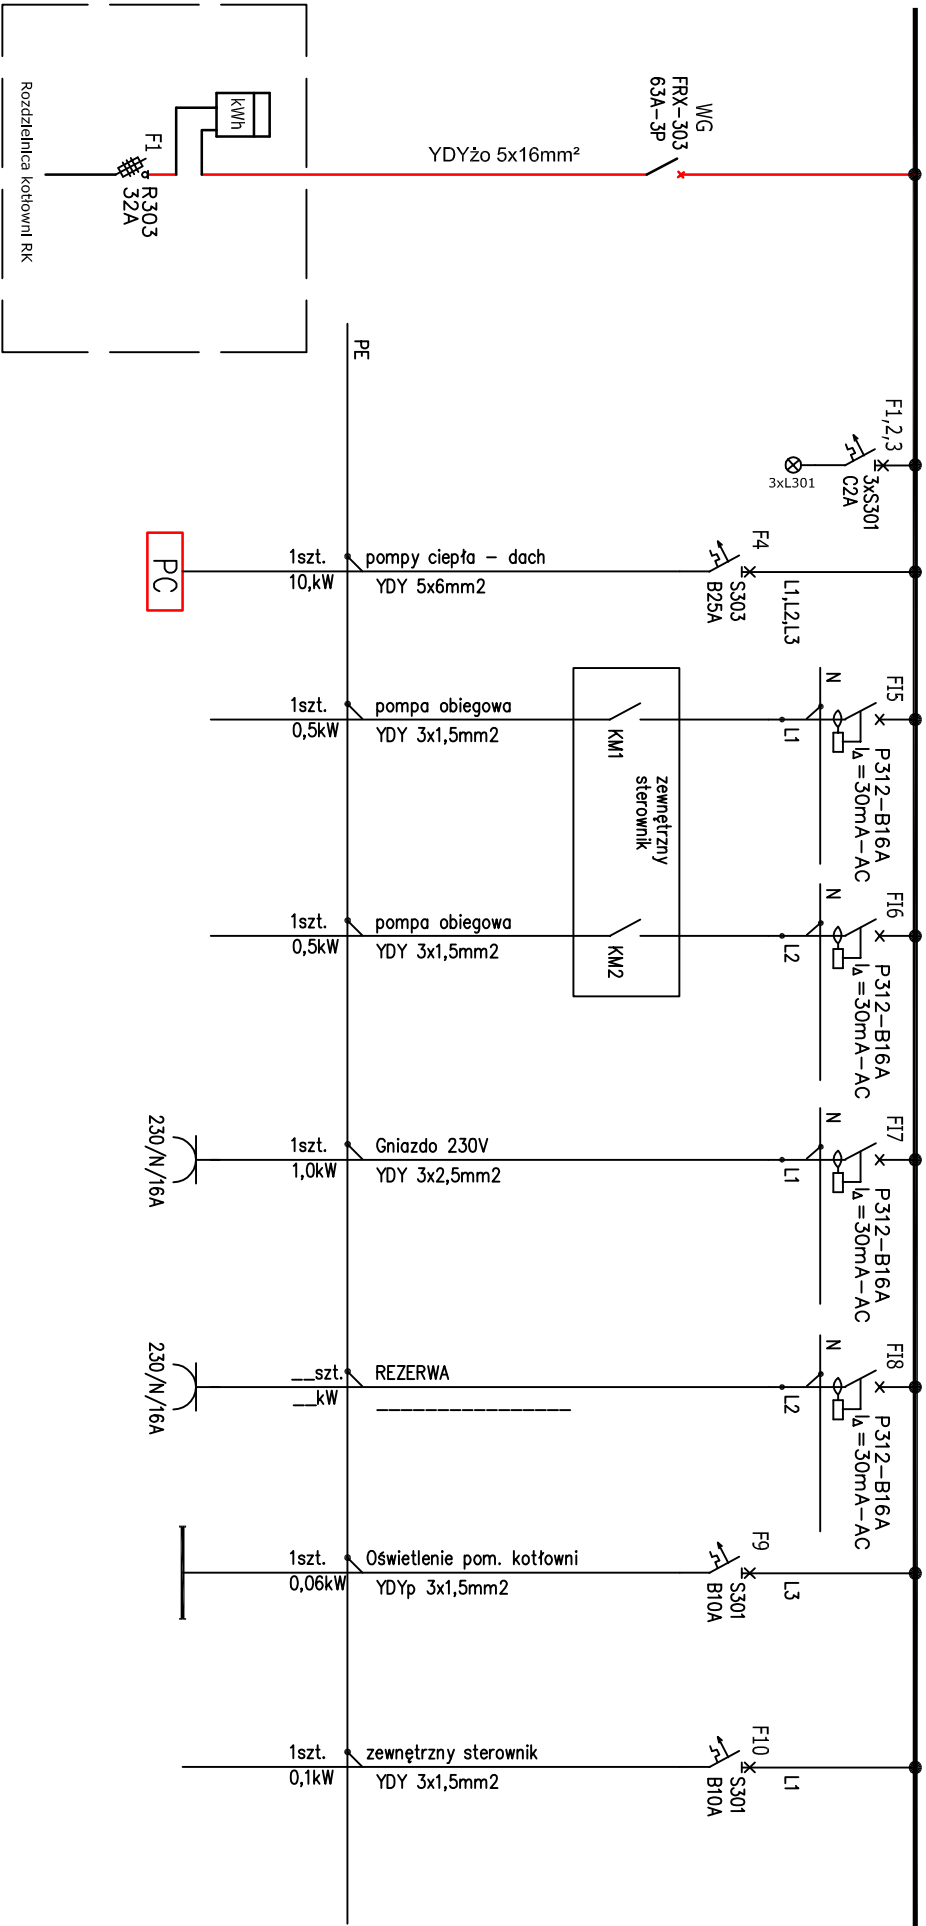 WG
FRX-303
63A-3P
YDYżo 5x16mm²
kWh
F1
R303
32A
Rozdzielnica kotłowni RK
PE
F1,2,3
3xS301
C2A
3xL301
F4
S303
B25A
L1,L2,L3
pompy ciepła - dach
YDY 5x6mm2
1szt.
10,kW
PC
FI5
P312-B16A
I∆=30mA-AC
N
L1
KM1
zewnętrzny
sterownik
pompa obiegowa
YDY 3x1,5mm2
1szt.
0,5kW
FI6
P312-B16A
I∆=30mA-AC
N
L2
KM2
pompa obiegowa
YDY 3x1,5mm2
1szt.
0,5kW
FI7
P312-B16A
I∆=30mA-AC
N
L1
Gniazdo 230V
YDY 3x2,5mm2
1szt.
1,0kW
230/N/16A
FI8
P312-B16A
I∆=30mA-AC
N
L2
REZERWA
________________
__szt.
__kW
230/N/16A
F9
S301
B10A
L3
Oświetlenie pom. kotłowni
YDYp 3x1,5mm2
1szt.
0,06kW
F10
S301
B10A
L1
zewnętrzny sterownik
YDY 3x1,5mm2
1szt.
0,1kW